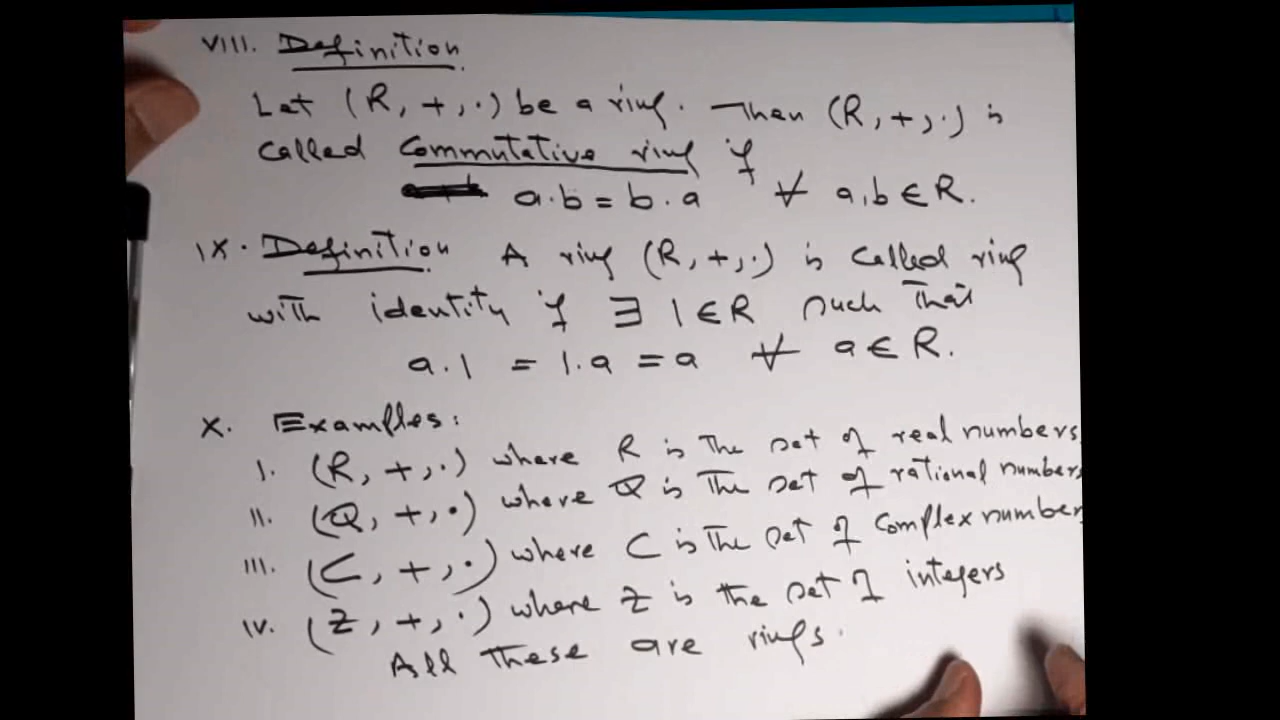 VIII. Definition
Let (R, +, ·) be a ring. Then (R, +, ·) is
called Commutative ring if
a.b = b.a ∀ a,b ∈ R.
IX. Definition A ring (R, +, ·) is called ring
with identity if ∃ 1 ∈ R such that
a.1 = 1.a = a ∀ a ∈ R.
X. Examples:
I. (R, +, ·) where R is the set of real numbers
II. (Q, +, ·) where Q is the set of rational numbers
III. (C, +, ·) where C is the set of complex number
IV. (Z, +, ·) where Z is the set of integers
All these are rings.